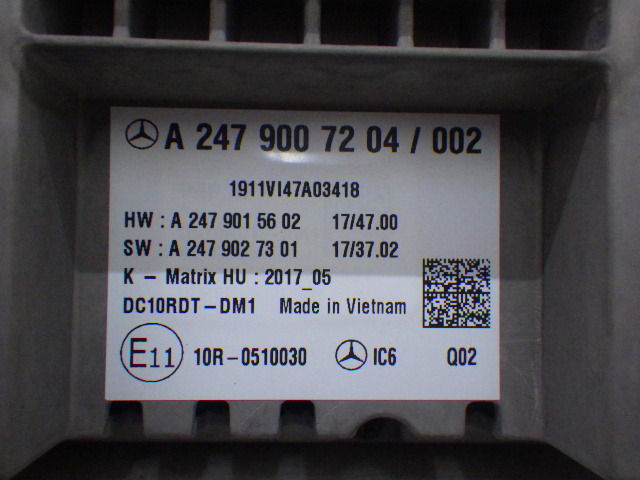 A 247 900 72 04 / 002
1911VI47A03418
HW : A 247 901 56 02 17/47.00
SW : A 247 902 73 01 17/37.02
K - Matrix HU : 2017_05
DC10RDT-DM1 Made in Vietnam
E11 10R-0510030 IC6 Q02